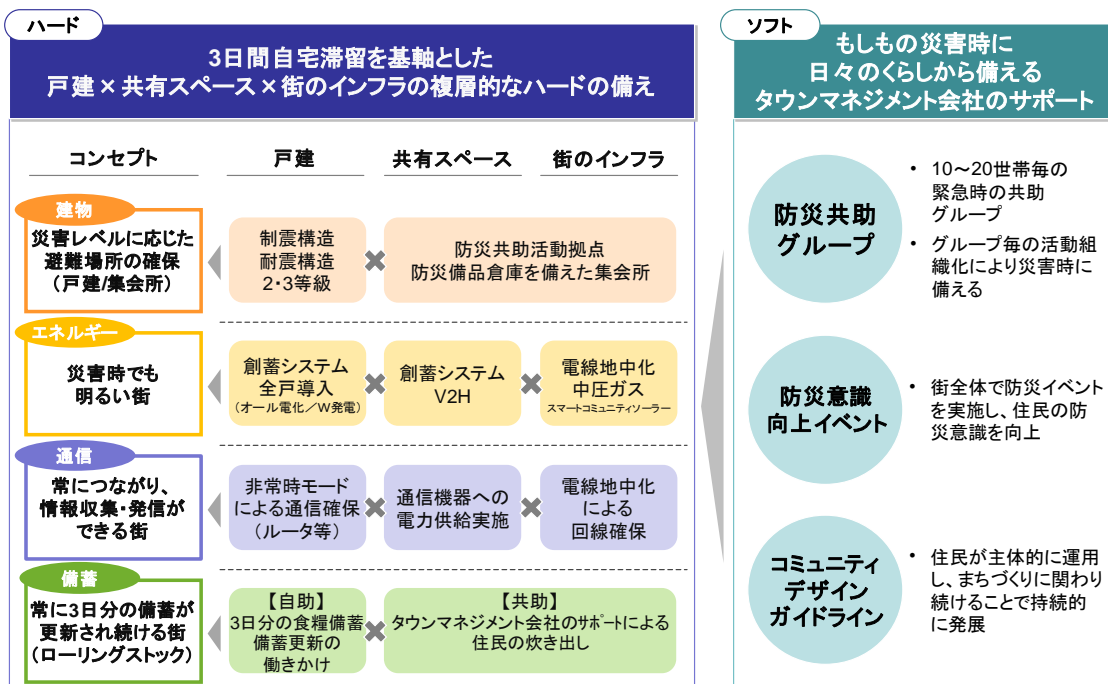 ハード
3日間自宅滞留を基軸とした
戸建×共有スペース×街のインフラの複層的なハードの備え
コンセプト
戸建
共有スペース
街のインフラ
建物
災害レベルに応じた
避難場所の確保
(戸建/集会所)
制震構造
耐震構造
2・3等級
防災共助活動拠点
防災備品倉庫を備えた集会所
エネルギー
災害時でも
明るい街
創蓄システム
全戸導入
(オール電化/W発電)
創蓄システム
V2H
電線地中化
中圧ガス
スマートコミュニティソーラー
通信
常につながり、
情報収集・発信が
できる街
非常時モード
による通信確保
(ルータ等)
通信機器への
電力供給実施
電線地中化
による
回線確保
備蓄
常に3日分の備蓄が
更新され続ける街
(ローリングストック)
【自助】
3日分の食糧備蓄
備蓄更新の
働きかけ
【共助】
タウンマネジメント会社のサポートによる
住民の炊き出し
ソフト
もしもの災害時に
日々のくらしから備える
タウンマネジメント会社のサポート
防災共助
グループ
・ 10~20世帯毎の
緊急時の共助
グループ
・ グループ毎の活動組
織化により災害時に
備える
防災意識
向上イベント
・ 街全体で防災イベント
を実施し、住民の防
災意識を向上
コミュニティ
デザイン
ガイドライン
・ 住民が主体的に運用
し、まちづくりに関わり
続けることで持続的
に発展